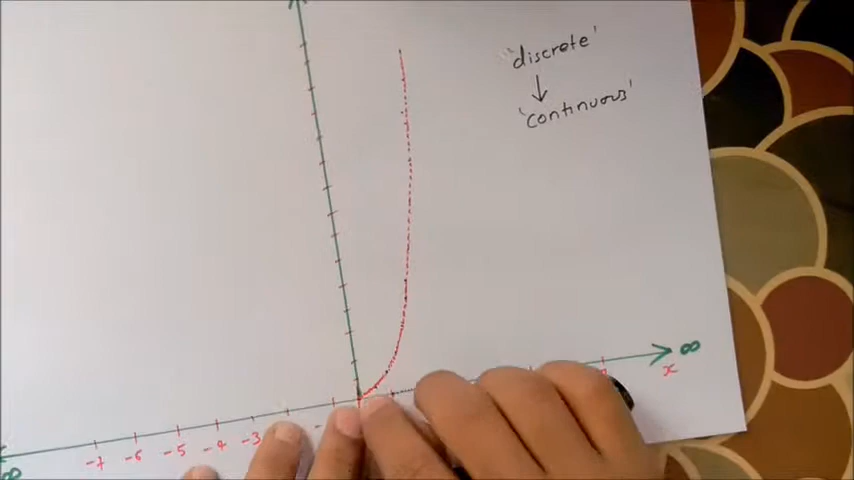 'discrete'
'continuous'
∞
x
-7 -6 -5 -4 -3
∞